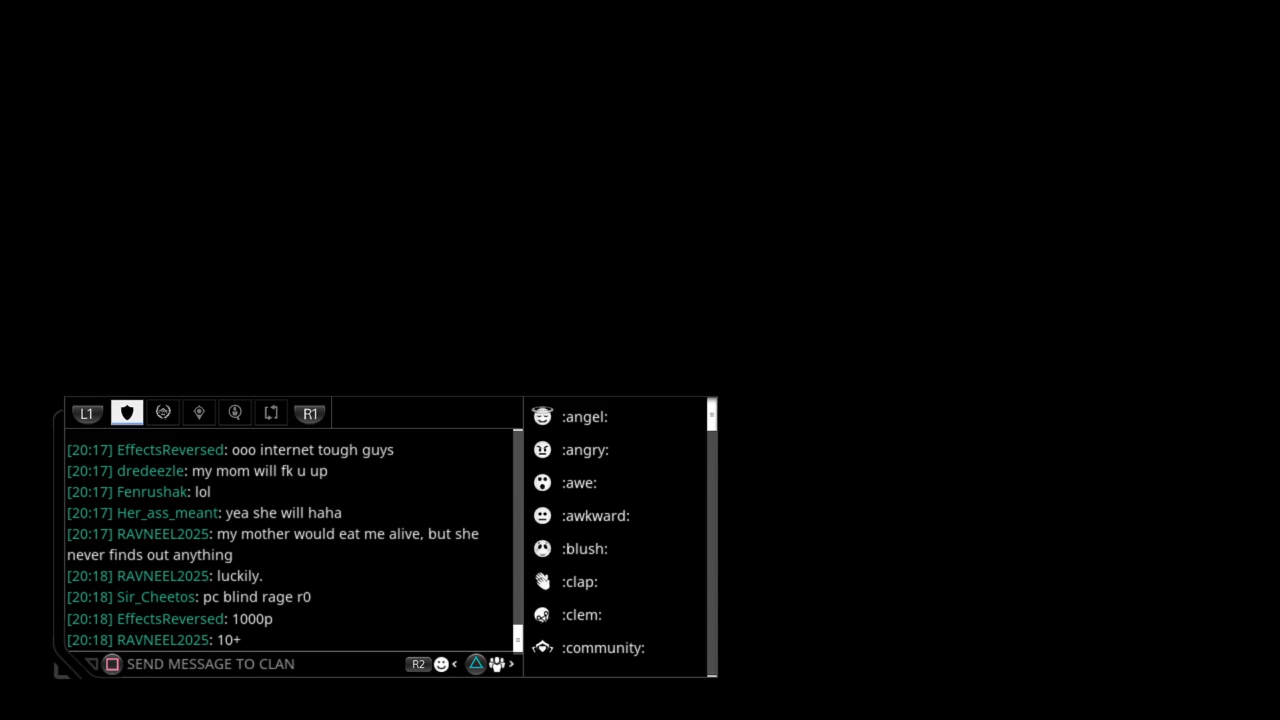 L1 R1
[20:17] EffectsReversed: ooo internet tough guys
[20:17] dredeezle: my mom will fk u up
[20:17] Fenrushak: lol
[20:17] Her_ass_meant: yea she will haha
[20:17] RAVNEEL2025: my mother would eat me alive, but she
never finds out anything
[20:18] RAVNEEL2025: luckily.
[20:18] Sir_Cheetos: pc blind rage r0
[20:18] EffectsReversed: 1000p
[20:18] RAVNEEL2025: 10+
SEND MESSAGE TO CLAN R2
:angel:
:angry:
:awe:
:awkward:
:blush:
:clap:
:clem:
:community: